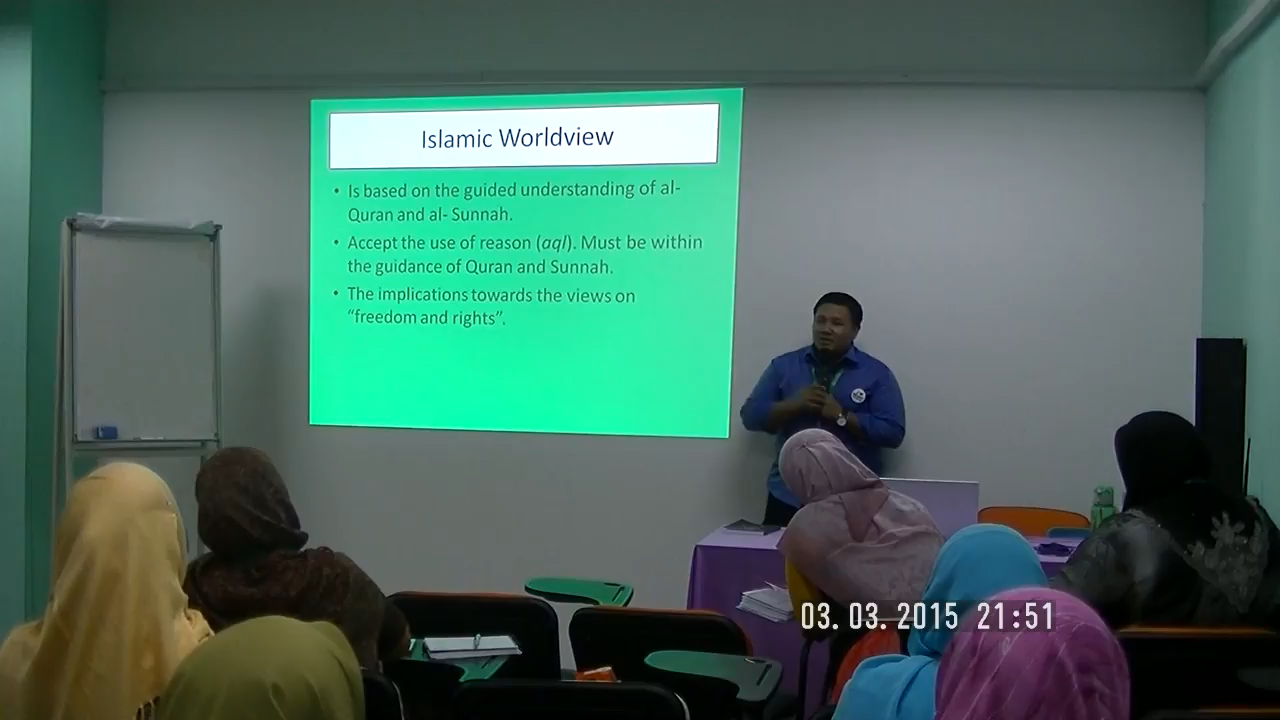 Islamic Worldview
• Is based on the guided understanding of al-
Quran and al- Sunnah.
• Accept the use of reason (aql). Must be within
the guidance of Quran and Sunnah.
• The implications towards the views on
“freedom and rights”.
03. 03. 2015 21:51